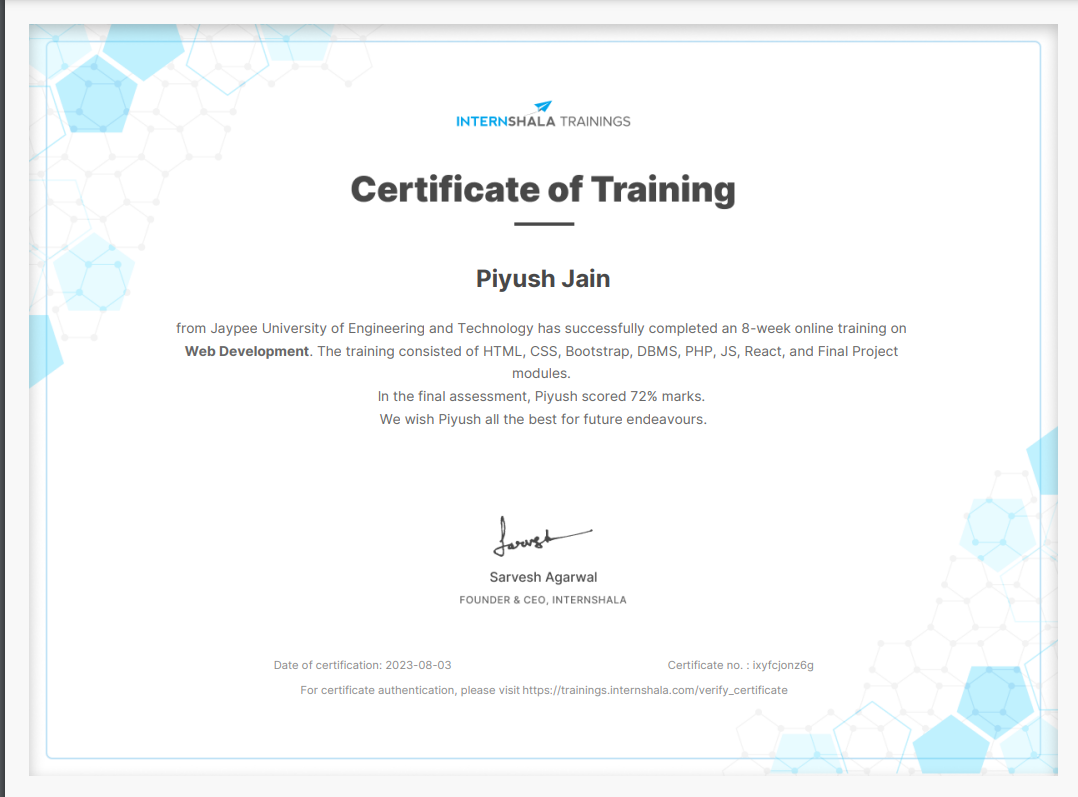 INTERNSHALA TRAININGS
Certificate of Training
Piyush Jain
from Jaypee University of Engineering and Technology has successfully completed an 8-week online training on
Web Development. The training consisted of HTML, CSS, Bootstrap, DBMS, PHP, JS, React, and Final Project
modules.
In the final assessment, Piyush scored 72% marks.
We wish Piyush all the best for future endeavours.
Sarvesh Agarwal
FOUNDER & CEO, INTERNSHALA
Date of certification: 2023-08-03 Certificate no. : ixyfcjonz6g
For certificate authentication, please visit https://trainings.internshala.com/verify_certificate